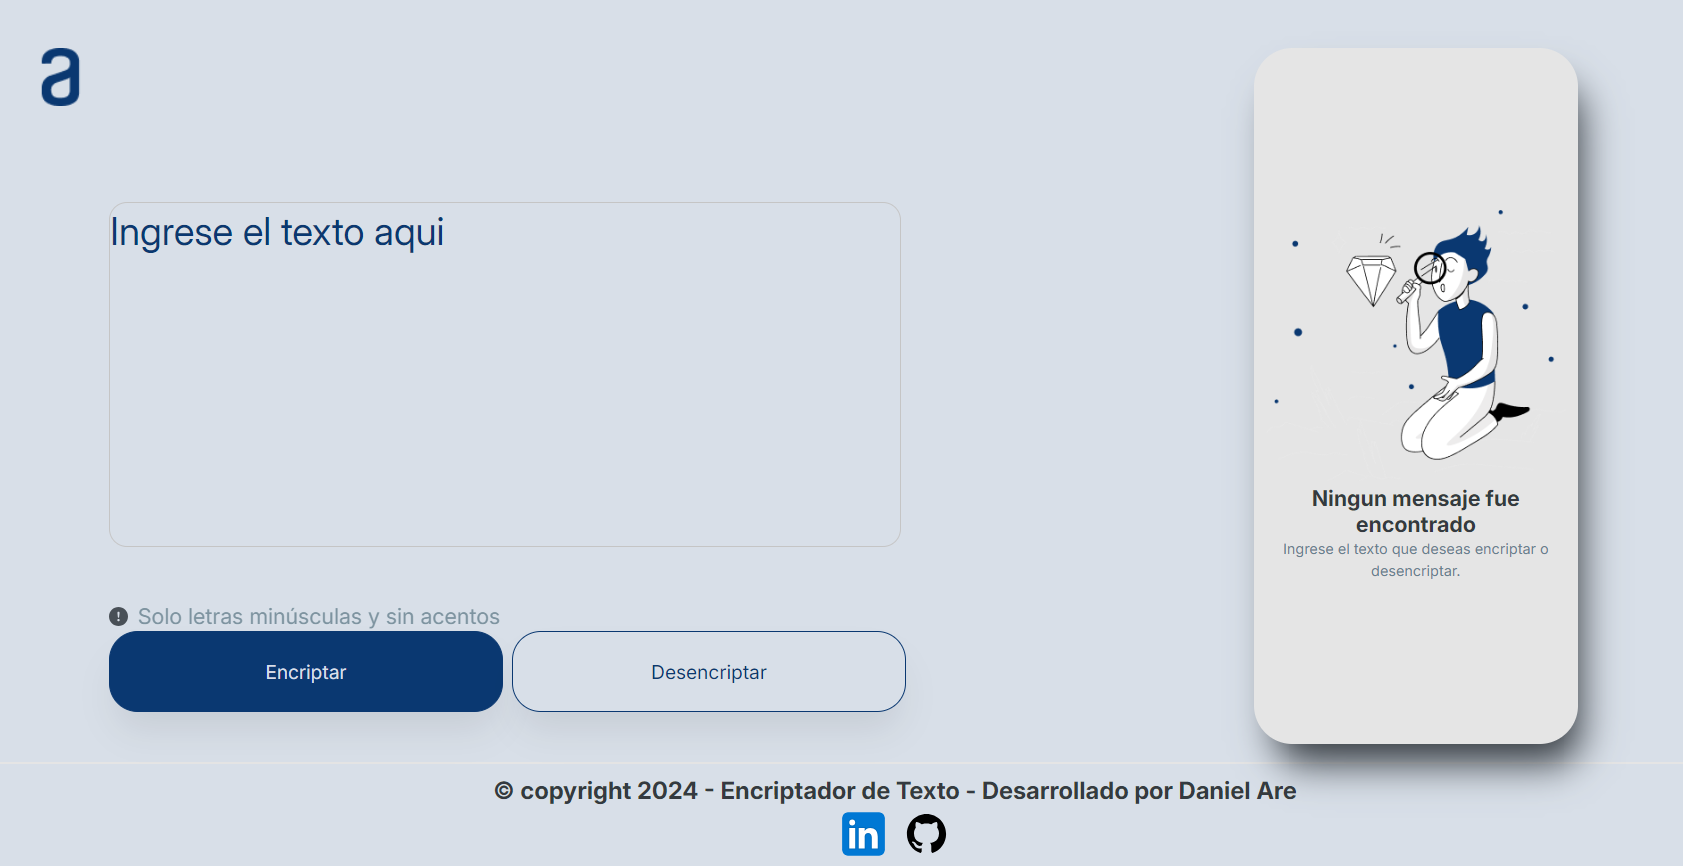 a
Ingrese el texto aqui
Solo letras minúsculas y sin acentos
Encriptar
Desencriptar
Ningun mensaje fue
encontrado
Ingrese el texto que deseas encriptar o
desencriptar.
© copyright 2024 - Encriptador de Texto - Desarrollado por Daniel Are
in